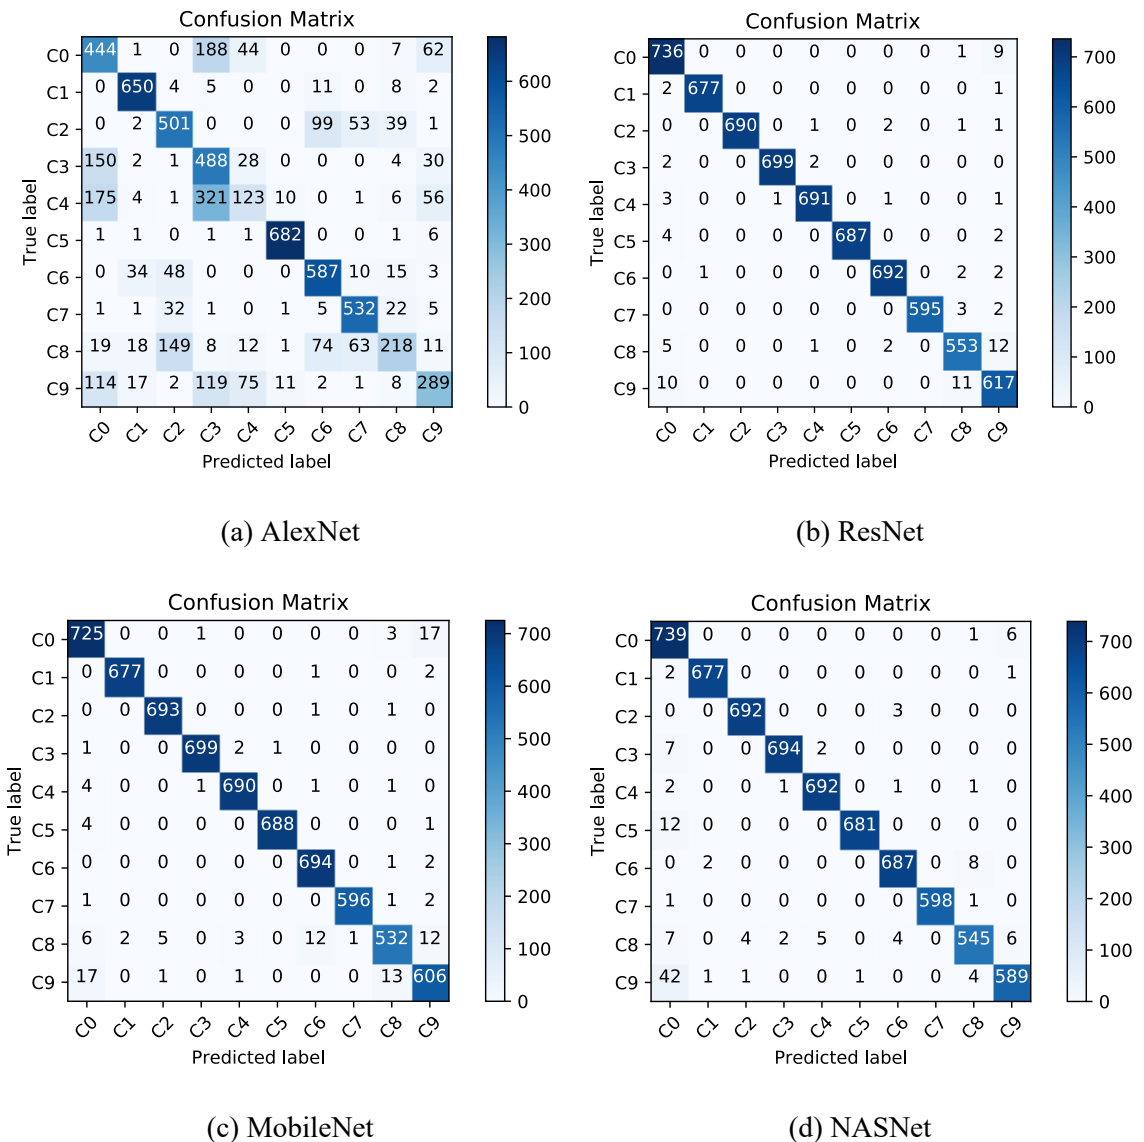 Confusion Matrix
C0 444 1 0 188 44 0 0 0 7 62
C1 0 650 4 5 0 0 11 0 8 2
C2 0 2 501 0 0 0 99 53 39 1
C3 150 2 1 488 28 0 0 0 4 30
C4 175 4 1 321 123 10 0 1 6 56
C5 1 1 0 1 1 682 0 0 1 6
C6 0 34 48 0 0 0 587 10 15 3
C7 1 1 32 1 0 1 5 532 22 5
C8 19 18 149 8 12 1 74 63 218 11
C9 114 17 2 119 75 11 2 1 8 289
C0 C1 C2 C3 C4 C5 C6 C7 C8 C9
Predicted label
True label
600
500
400
300
200
100
0
(a) AlexNet
Confusion Matrix
C0 736 0 0 0 0 0 0 0 1 9
C1 2 677 0 0 0 0 0 0 0 1
C2 0 0 690 0 1 0 2 0 1 1
C3 2 0 0 699 2 0 0 0 0 0
C4 3 0 0 1 691 0 1 0 0 1
C5 4 0 0 0 0 687 0 0 0 2
C6 0 1 0 0 0 0 692 0 2 2
C7 0 0 0 0 0 0 0 595 3 2
C8 5 0 0 0 1 0 2 0 553 12
C9 10 0 0 0 0 0 0 0 11 617
C0 C1 C2 C3 C4 C5 C6 C7 C8 C9
Predicted label
True label
700
600
500
400
300
200
100
0
(b) ResNet
Confusion Matrix
C0 725 0 0 1 0 0 0 0 3 17
C1 0 677 0 0 0 0 1 0 0 2
C2 0 0 693 0 0 0 1 0 1 0
C3 1 0 0 699 2 1 0 0 0 0
C4 4 0 0 1 690 0 1 0 1 0
C5 4 0 0 0 0 688 0 0 0 1
C6 0 0 0 0 0 0 694 0 1 2
C7 1 0 0 0 0 0 0 596 1 2
C8 6 2 5 0 3 0 12 1 532 12
C9 17 0 1 0 1 0 0 0 13 606
C0 C1 C2 C3 C4 C5 C6 C7 C8 C9
Predicted label
True label
700
600
500
400
300
200
100
0
(c) MobileNet
Confusion Matrix
C0 739 0 0 0 0 0 0 0 1 6
C1 2 677 0 0 0 0 0 0 0 1
C2 0 0 692 0 0 0 3 0 0 0
C3 7 0 0 694 2 0 0 0 0 0
C4 2 0 0 1 692 0 1 0 1 0
C5 12 0 0 0 0 681 0 0 0 0
C6 0 2 0 0 0 0 687 0 8 0
C7 1 0 0 0 0 0 0 598 1 0
C8 7 0 4 2 5 0 4 0 545 6
C9 42 1 1 0 0 1 0 0 4 589
C0 C1 C2 C3 C4 C5 C6 C7 C8 C9
Predicted label
True label
700
600
500
400
300
200
100
0
(d) NASNet